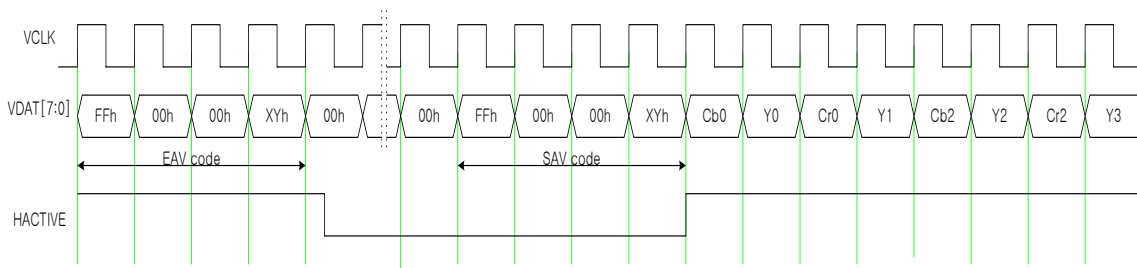 VCLK
VDAT[7:0] FFh 00h 00h XYh 00h 00h FFh 00h 00h XYh Cb0 Y0 Cr0 Y1 Cb2 Y2 Cr2 Y3
EAV code SAV code
HACTIVE